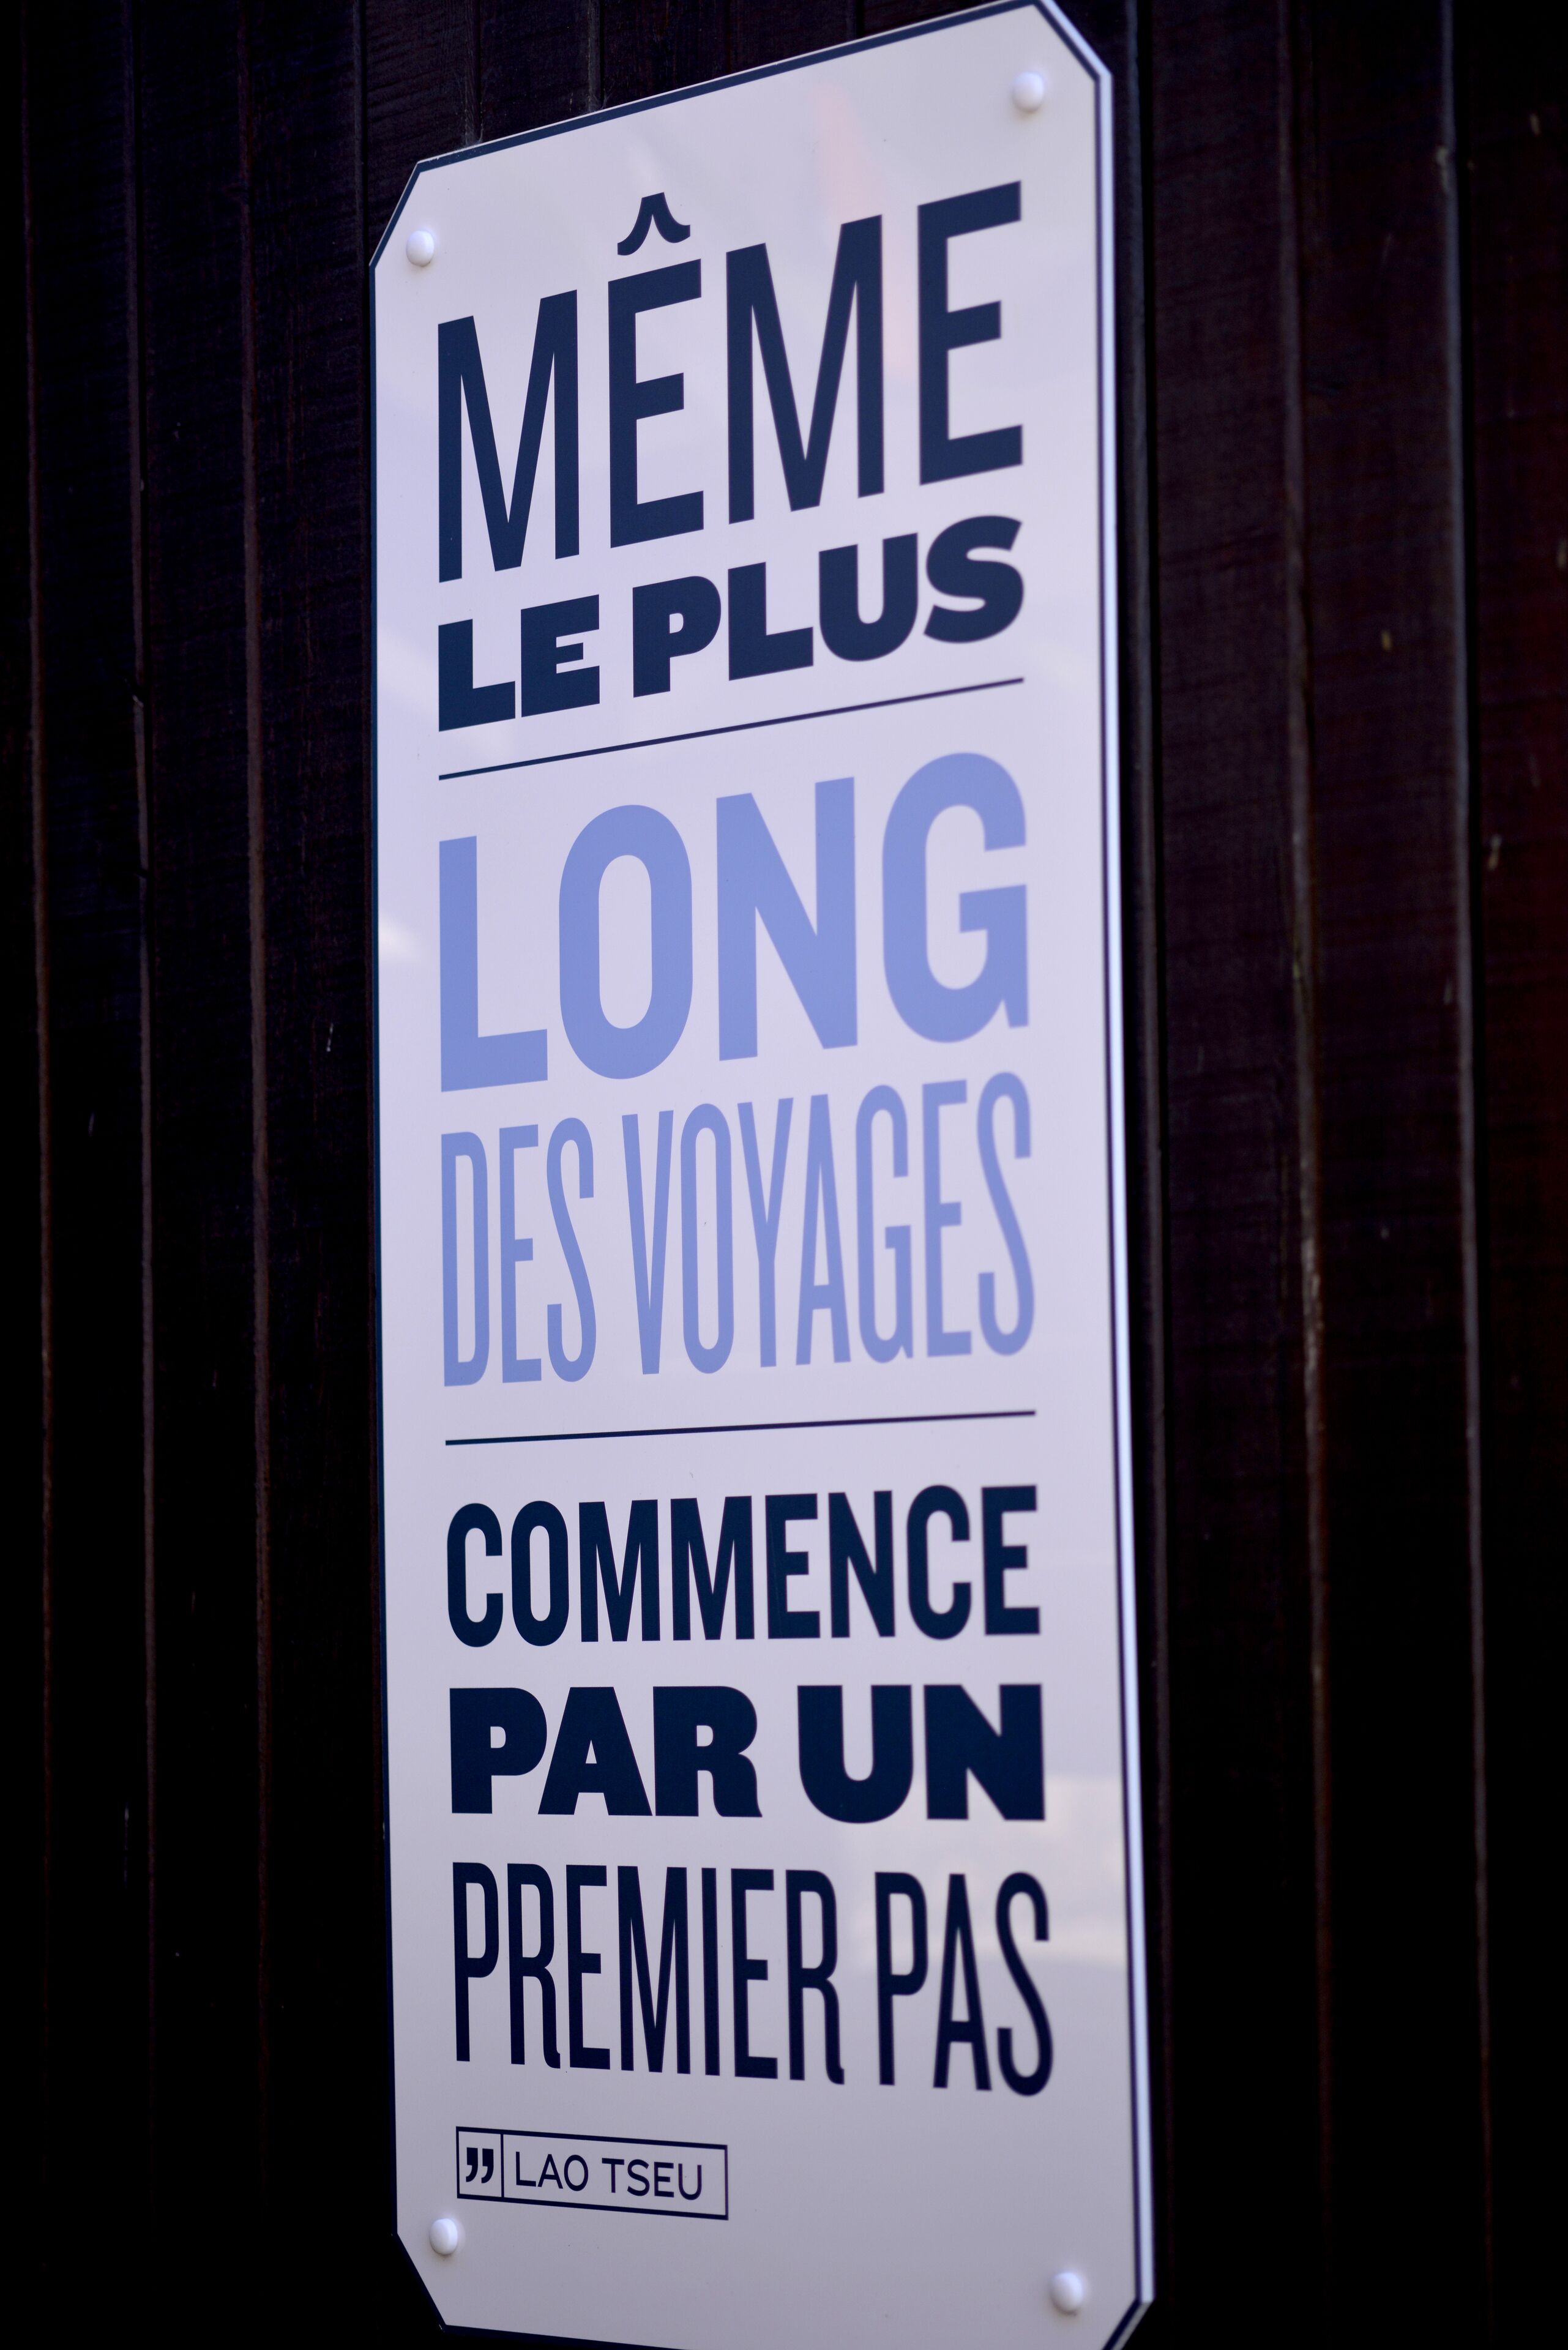 MÊME
LE PLUS
LONG
DES VOYAGES
COMMENCE
PAR UN
PREMIER PAS
” LAO TSEU